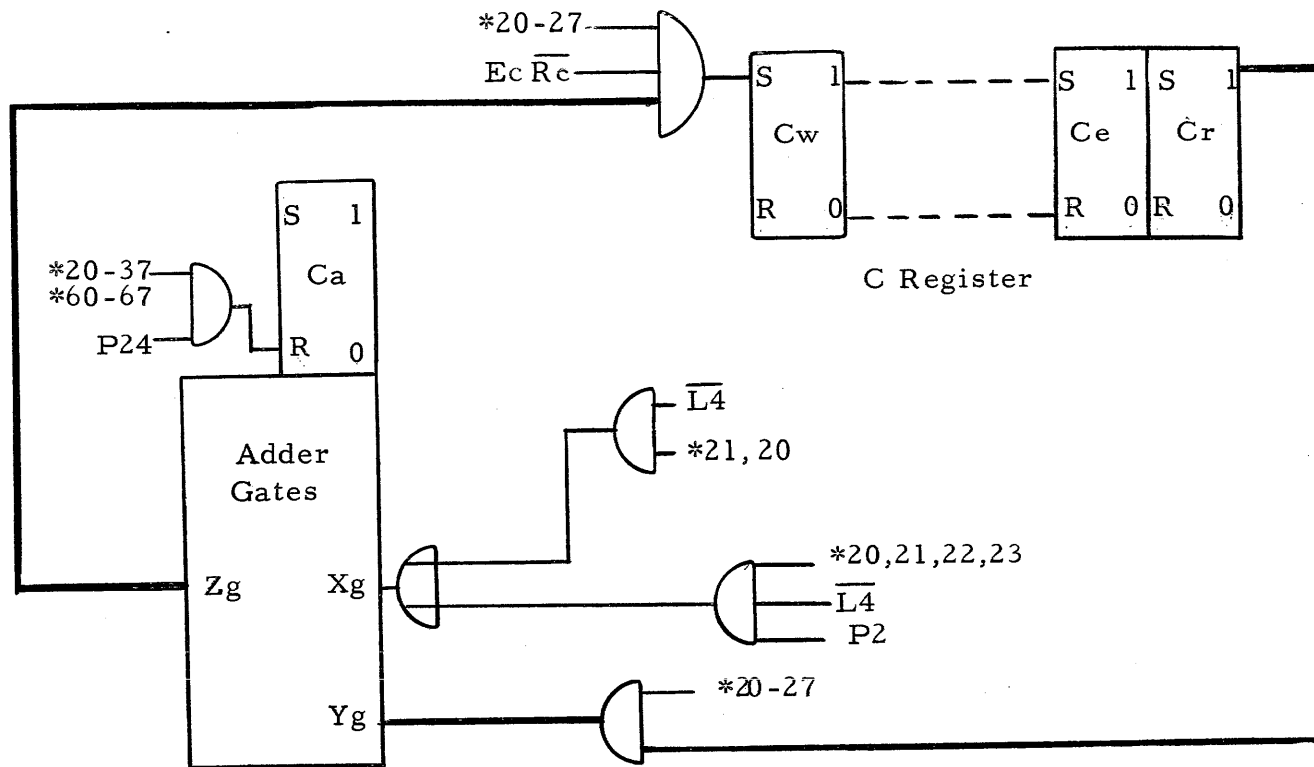 *20-27
Ec R̅c̅
S 1
Cw
R 0
S 1
Ce
R 0
S 1
Cr
R 0
C Register
S 1
Ca
R 0
*20-37
*60-67
P24
Adder
Gates
Zg
Xg
Yg
L̅4̅
*21, 20
*20,21,22,23
L̅4̅
P2
*20-27